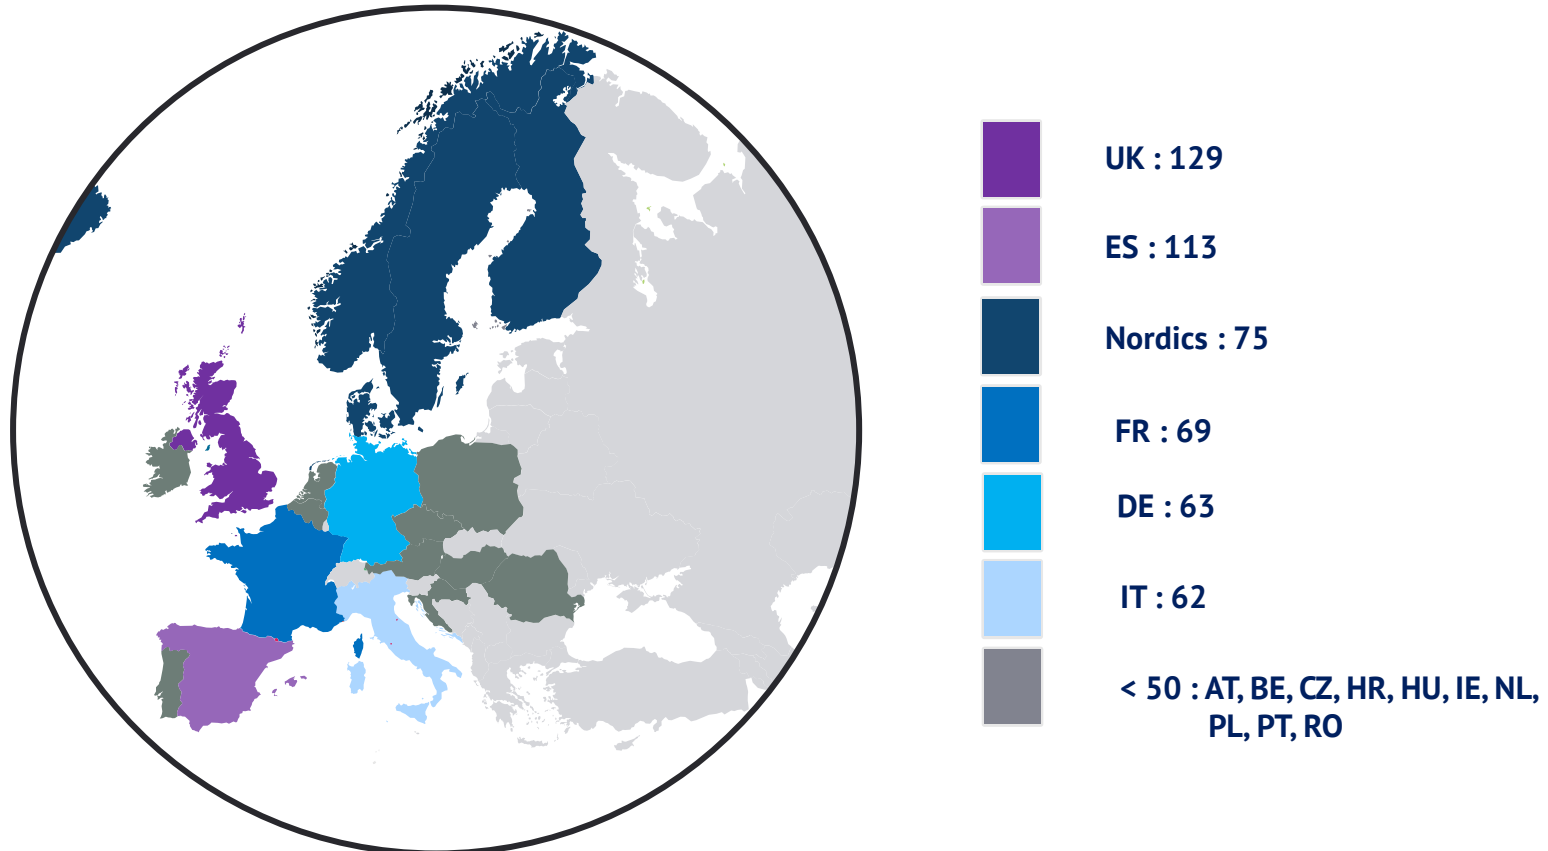 UK : 129
ES : 113
Nordics : 75
FR : 69
DE : 63
IT : 62
< 50 : AT, BE, CZ, HR, HU, IE, NL,
PL, PT, RO